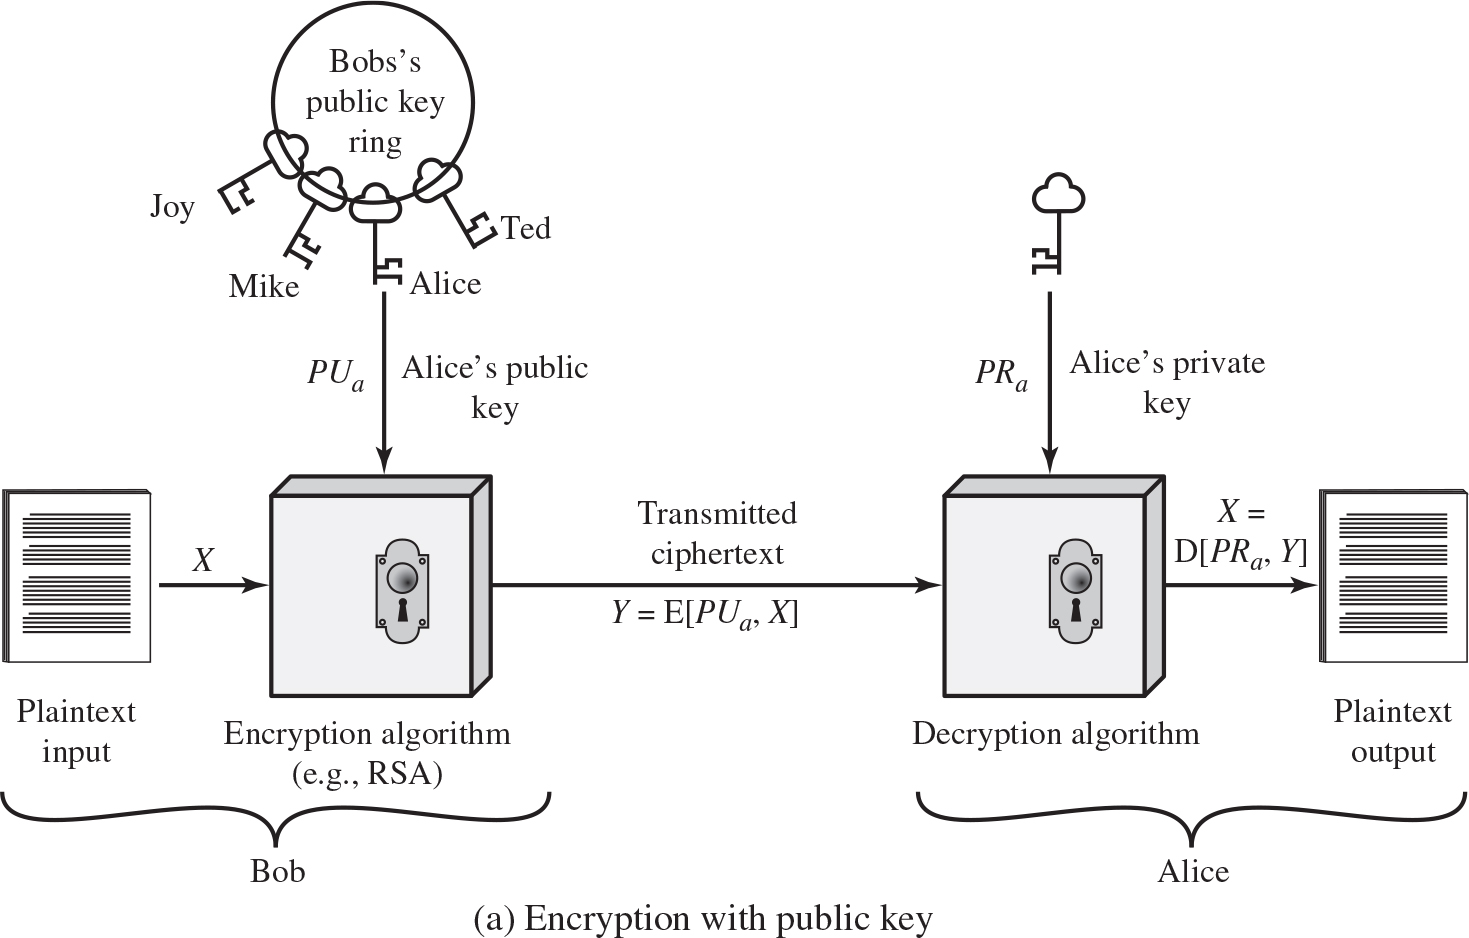 Bobs's
public key
ring
Joy
Ted
Mike
Alice
PUa
Alice's public
key
PRa
Alice's private
key
X
Transmitted
ciphertext
Y = E[PUa, X]
X =
D[PRa, Y]
Plaintext
input
Encryption algorithm
(e.g., RSA)
Decryption algorithm
Plaintext
output
Bob
Alice
(a) Encryption with public key